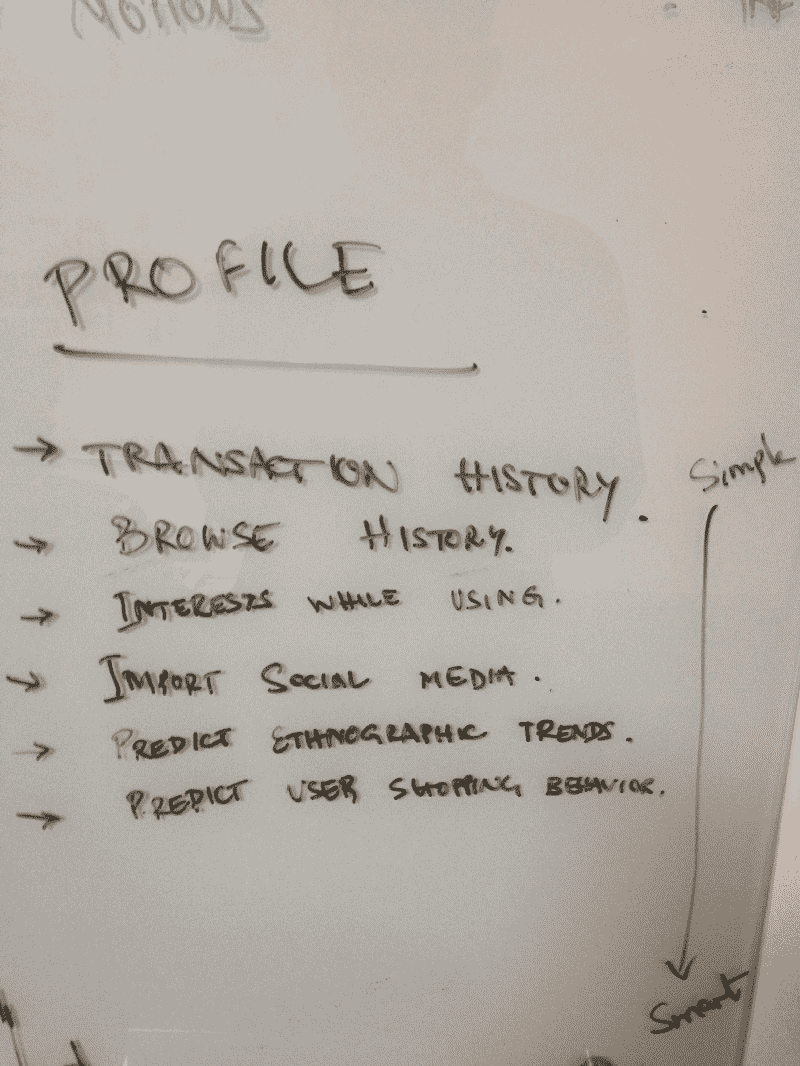 MOTIONS
PROFILE
→ TRANSACTION HISTORY. Simple
→ BROWSE HISTORY.
→ INTERESTS WHILE USING.
→ IMPORT SOCIAL MEDIA.
→ PREDICT ETHNOGRAPHIC TRENDS.
→ PREDICT USER SHOPPING BEHAVIOR.
Smart